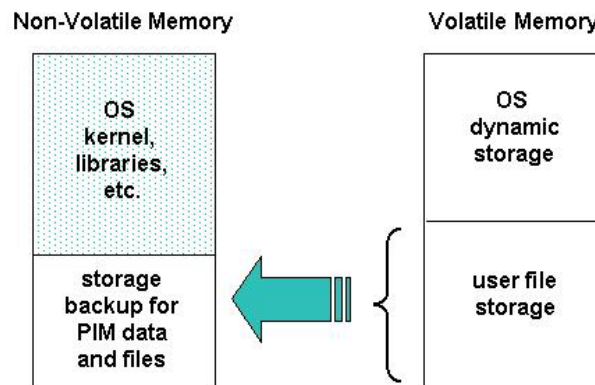 Non-Volatile Memory
OS
kernel,
libraries,
etc.
storage
backup for
PIM data
and files
Volatile Memory
OS
dynamic
storage
user file
storage